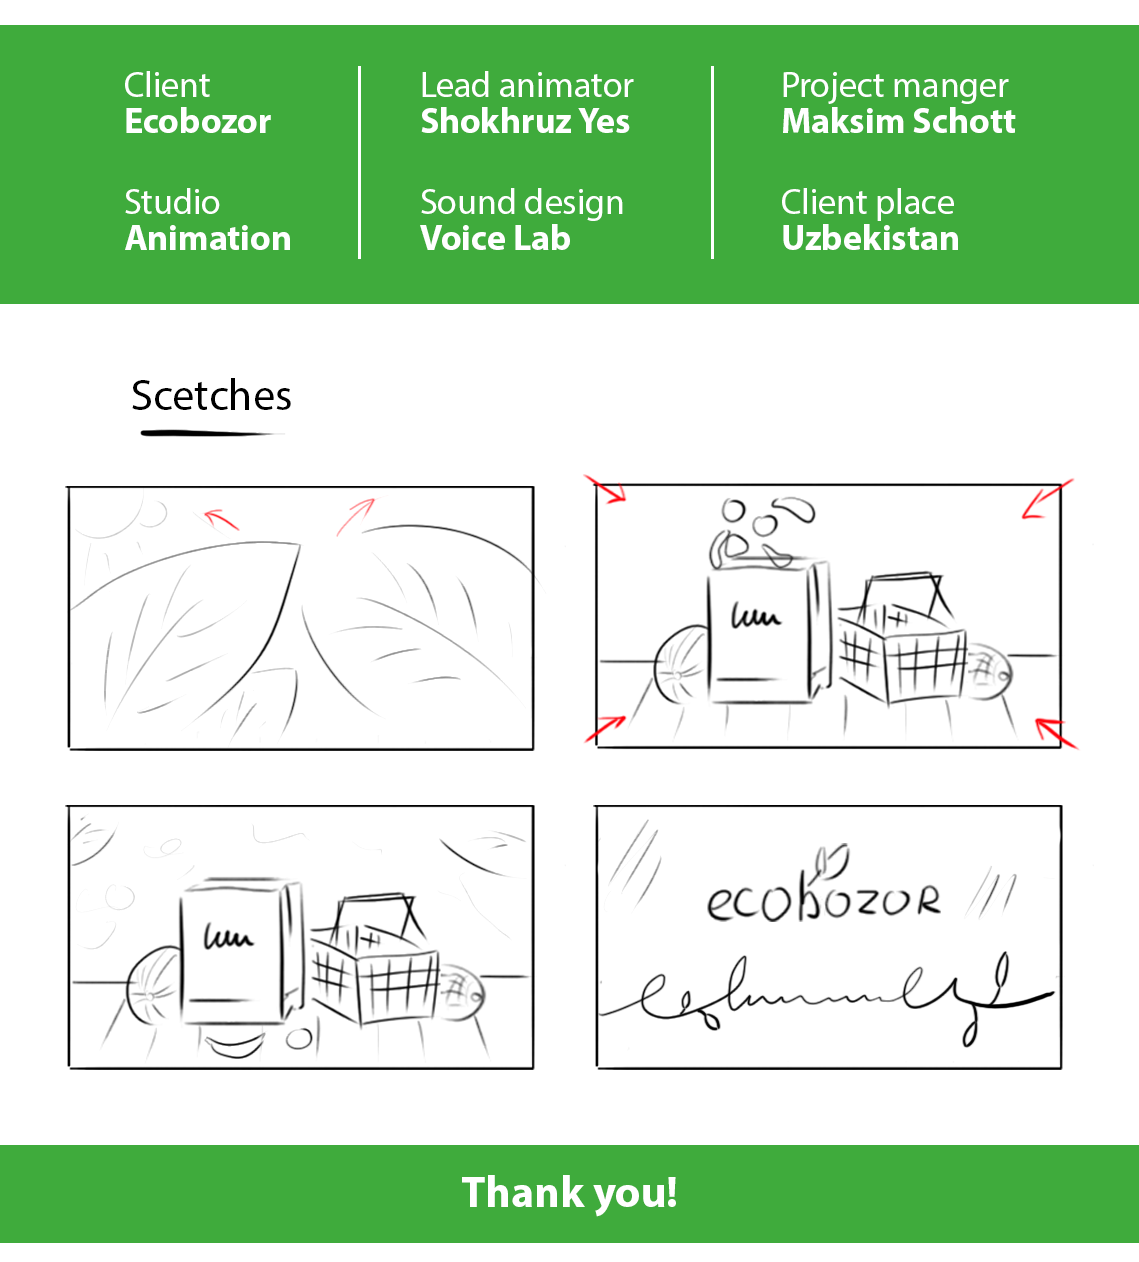 Client
Ecobozor
Lead animator
Shokhruz Yes
Project manger
Maksim Schott
Studio
Animation
Sound design
Voice Lab
Client place
Uzbekistan
Scetches
ecobozor
Thank you!